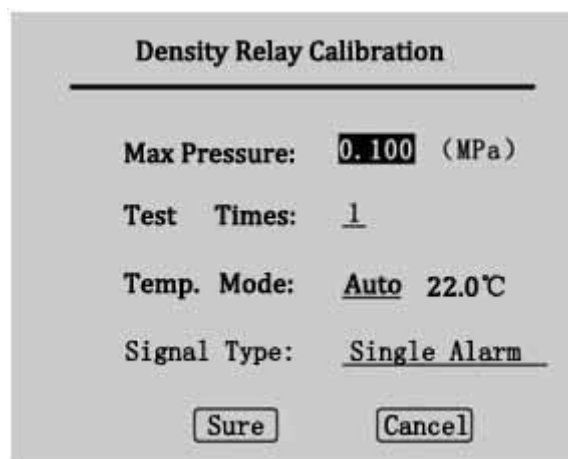 Density Relay Calibration
Max Pressure: 0.100 (MPa)
Test Times: 1
Temp. Mode: Auto 22.0℃
Signal Type: Single Alarm
Sure Cancel